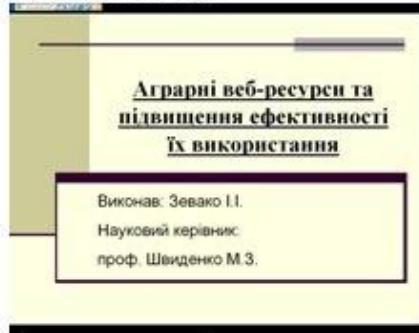 Аграрні веб-ресурси та
підвищення ефективності
їх використання
Виконав: Зевако І.І.
Науковий керівник:
проф. Швиденко М.З.